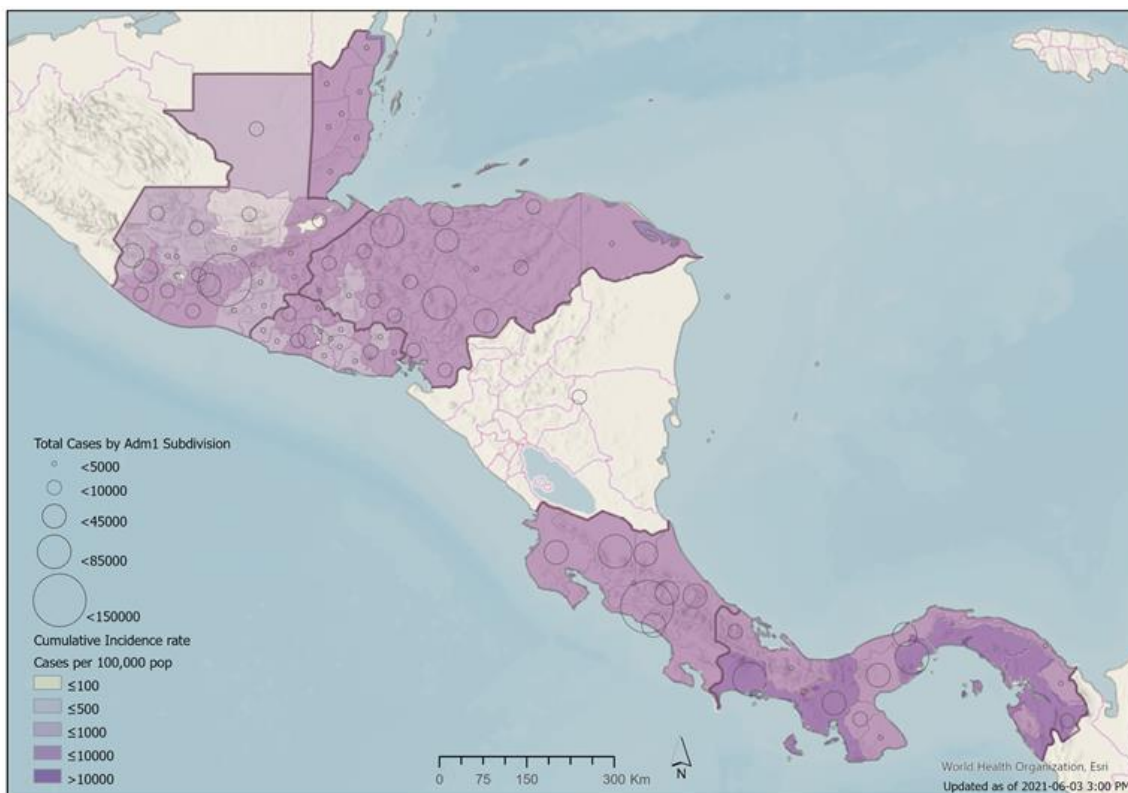 Total Cases by Adm1 Subdivision
<5000
<10000
<45000
<85000
<150000
Cumulative Incidence rate
Cases per 100,000 pop
≤100
≤500
≤1000
≤10000
>10000
0 75 150 300 Km
N
World Health Organization, Esri
Updated as of 2021-06-03 3:00 PM